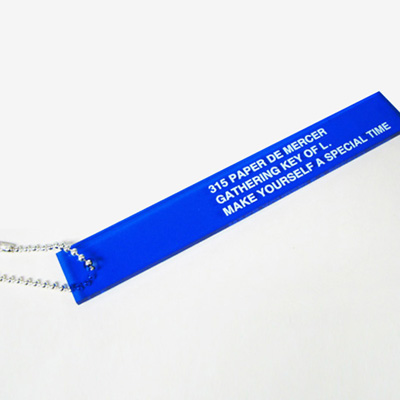 315 PAPER DE MERCER
GATHERING KEY OF L.
MAKE YOURSELF A SPECIAL TIME